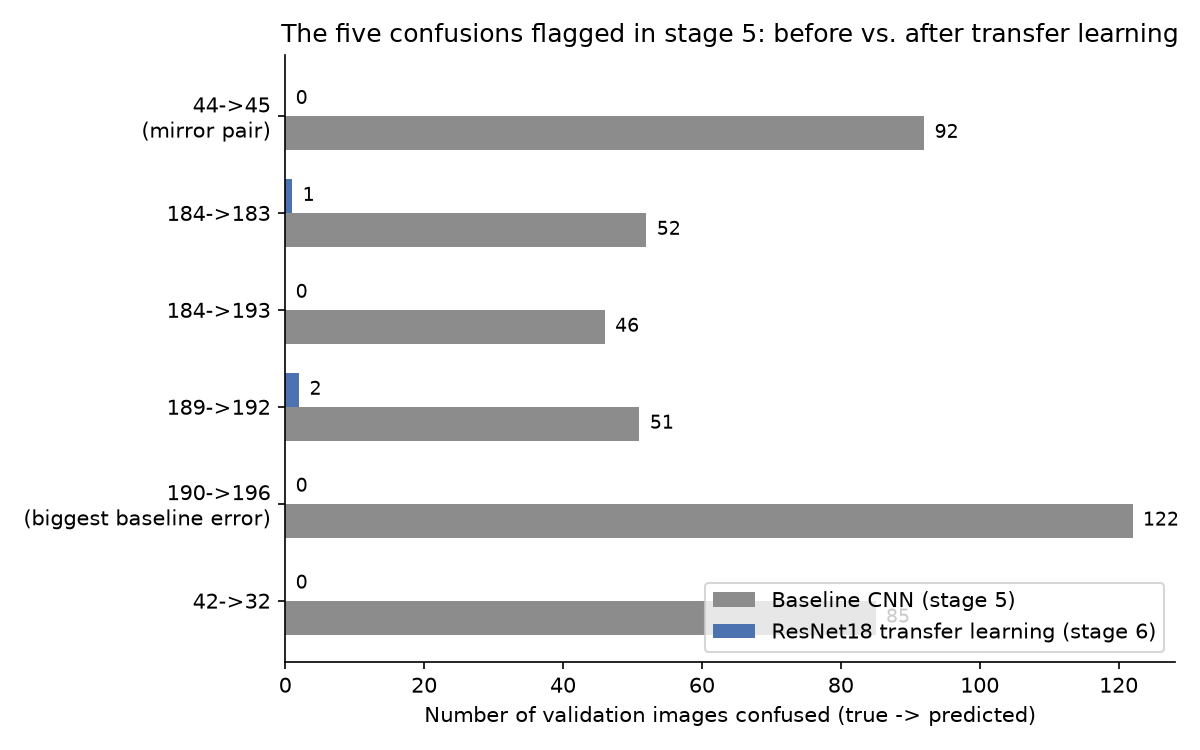 The five confusions flagged in stage 5: before vs. after transfer learning
44->45
(mirror pair)
0
92
184->183
1
52
184->193
0
46
189->192
2
51
190->196
(biggest baseline error)
0
122
42->32
0
85
Baseline CNN (stage 5)
ResNet18 transfer learning (stage 6)
0 20 40 60 80 100 120
Number of validation images confused (true -> predicted)